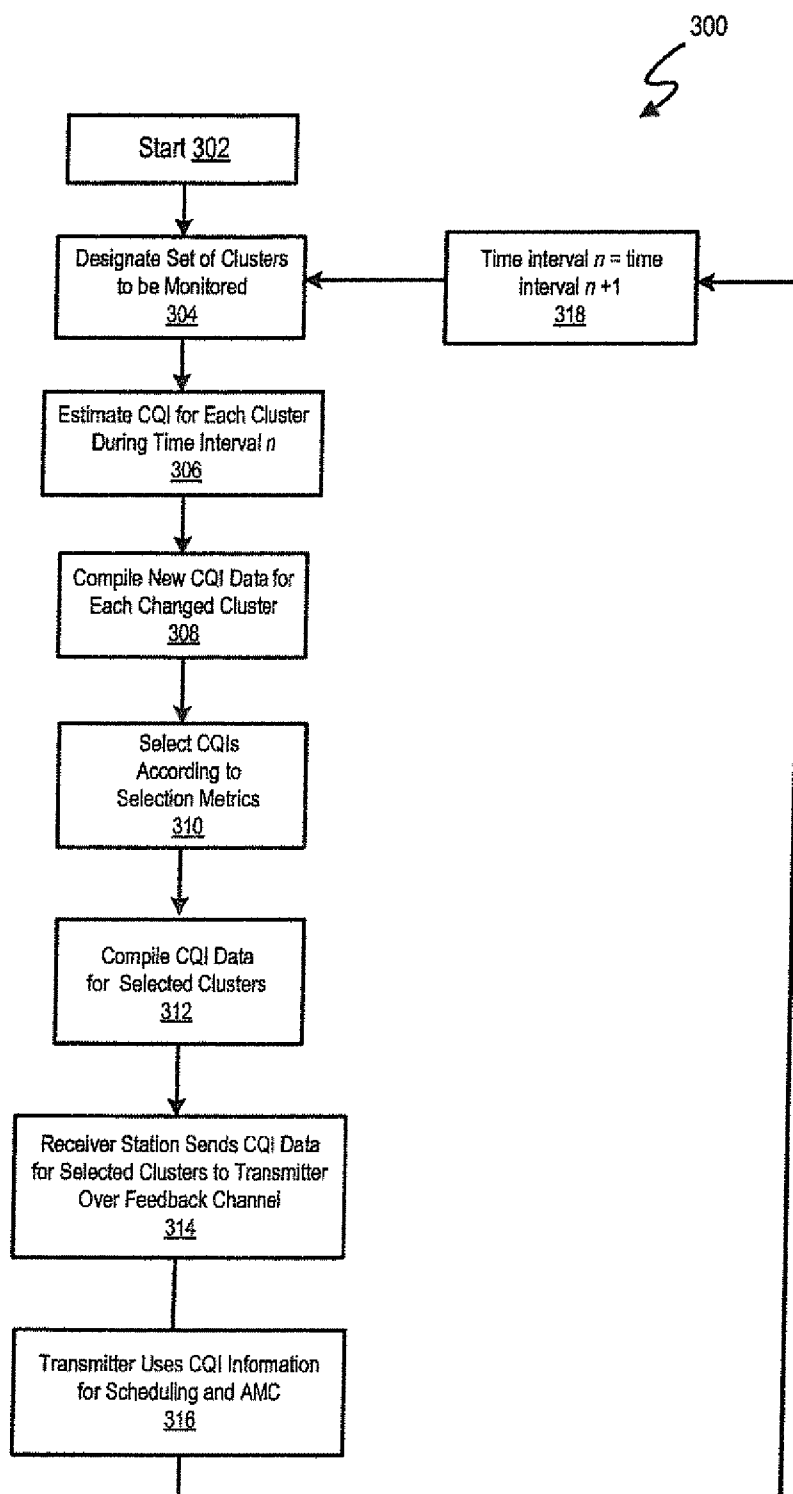 300
Start 302
Designate Set of Clusters
to be Monitored
304
Time interval n = time
interval n +1
318
Estimate CQI for Each Cluster
During Time Interval n
306
Compile New CQI Data for
Each Changed Cluster
308
Select CQIs
According to
Selection Metrics
310
Compile CQI Data
for Selected Clusters
312
Receiver Station Sends CQI Data
for Selected Clusters to Transmitter
Over Feedback Channel
314
Transmitter Uses CQI Information
for Scheduling and AMC
316